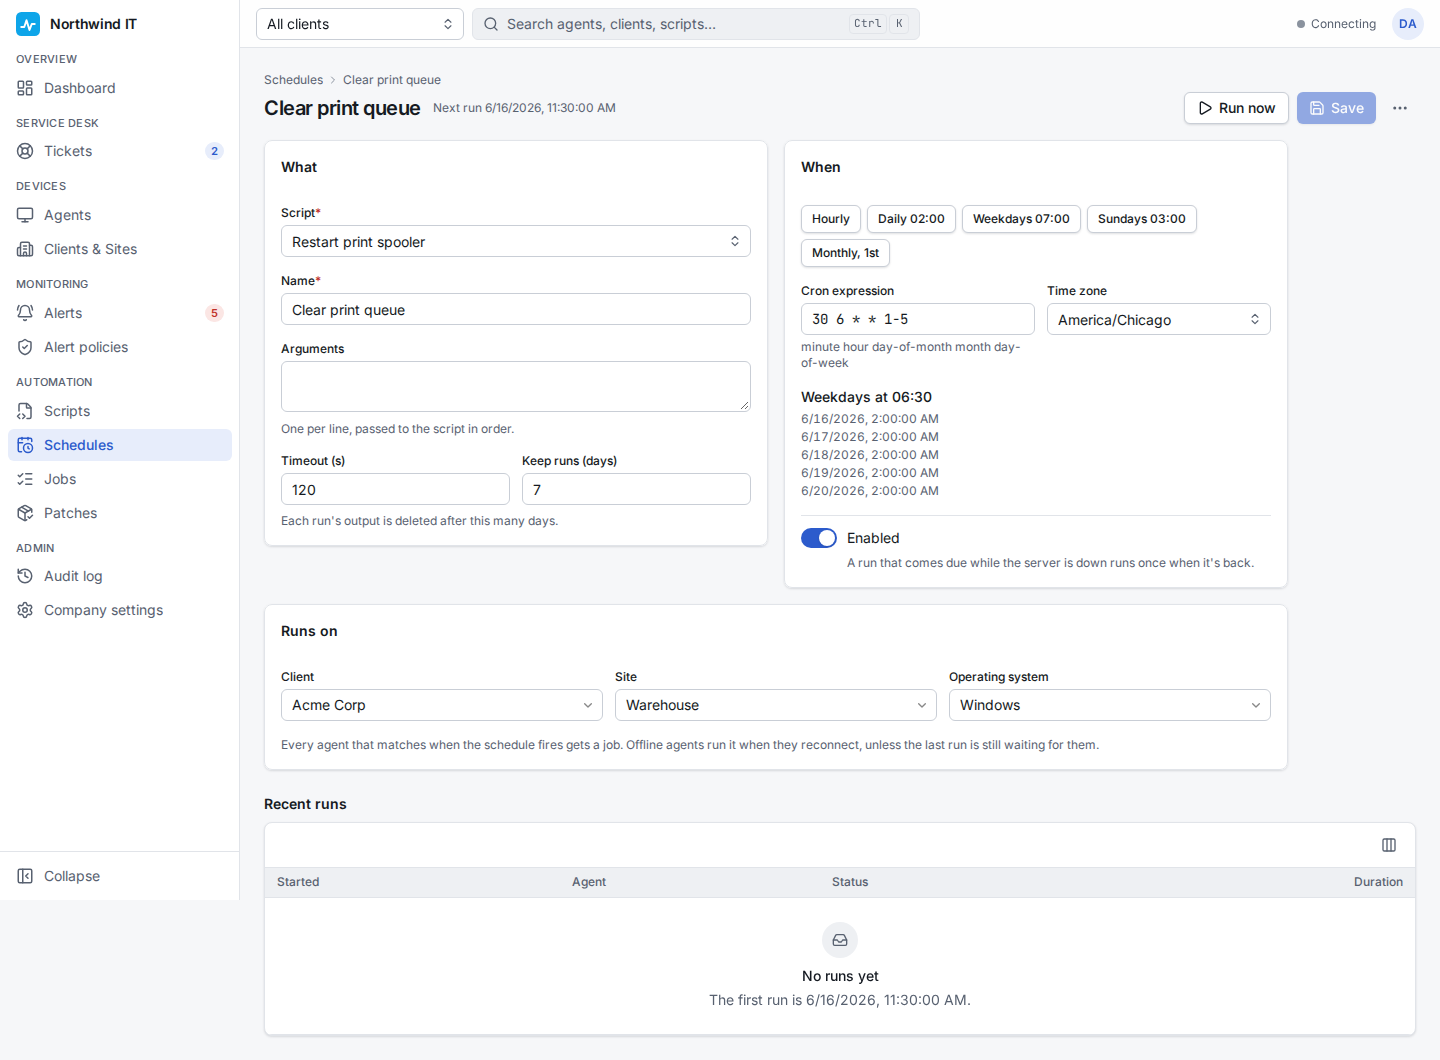 Northwind IT
All clients
Search agents, clients, scripts...
Ctrl K
Connecting
DA
OVERVIEW
Dashboard
SERVICE DESK
Tickets
2
DEVICES
Agents
Clients & Sites
MONITORING
Alerts
5
Alert policies
AUTOMATION
Scripts
Schedules
Jobs
Patches
ADMIN
Audit log
Company settings
Collapse
Schedules > Clear print queue
Clear print queue
Next run 6/16/2026, 11:30:00 AM
Run now
Save
What
Script*
Restart print spooler
Name*
Clear print queue
Arguments
One per line, passed to the script in order.
Timeout (s)
Keep runs (days)
120
7
Each run's output is deleted after this many days.
When
Hourly
Daily 02:00
Weekdays 07:00
Sundays 03:00
Monthly, 1st
Cron expression
Time zone
30 6 * * 1-5
America/Chicago
minute hour day-of-month month day-
of-week
Weekdays at 06:30
6/16/2026, 2:00:00 AM
6/17/2026, 2:00:00 AM
6/18/2026, 2:00:00 AM
6/19/2026, 2:00:00 AM
6/20/2026, 2:00:00 AM
Enabled
A run that comes due while the server is down runs once when it's back.
Runs on
Client
Site
Operating system
Acme Corp
Warehouse
Windows
Every agent that matches when the schedule fires gets a job. Offline agents run it when they reconnect, unless the last run is still waiting for them.
Recent runs
Started
Agent
Status
Duration
No runs yet
The first run is 6/16/2026, 11:30:00 AM.